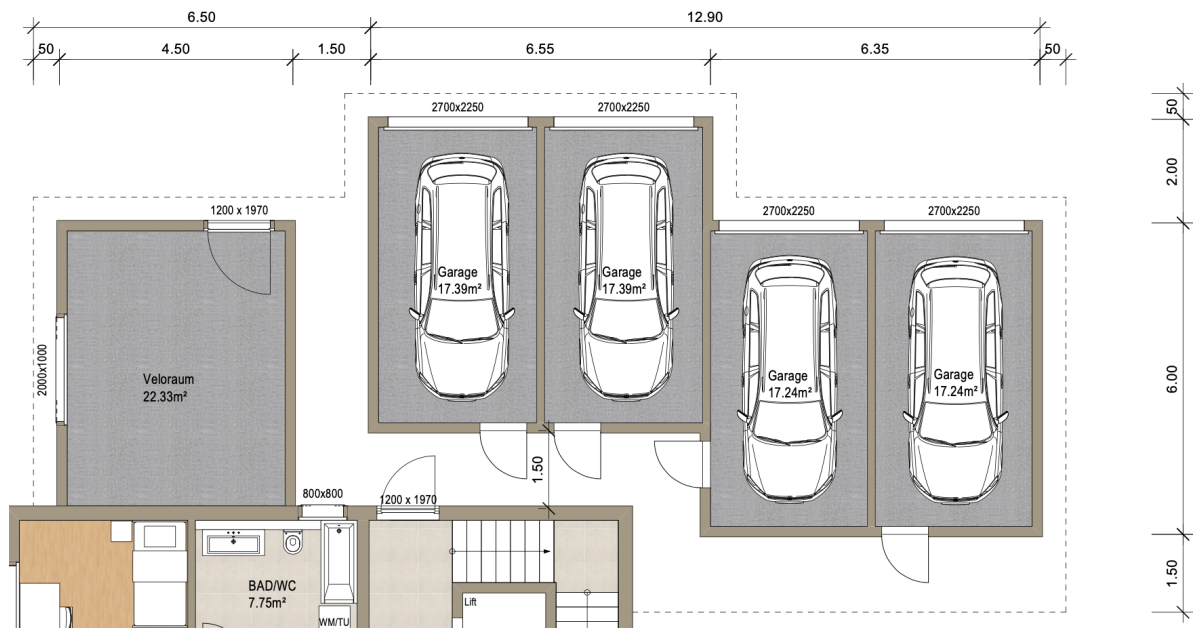 6.50
12.90
50
4.50
1.50
6.55
6.35
50
2700x2250
2700x2250
50
2.00
1200 x 1970
2700x2250
2700x2250
Garage
17.39m²
Garage
17.39m²
2000x1000
Veloraum
22.33m²
Garage
17.24m²
Garage
17.24m²
6.00
1.50
800x800
1200 x 1970
1.50
BAD/WC
7.75m²
Lift
WM/TU